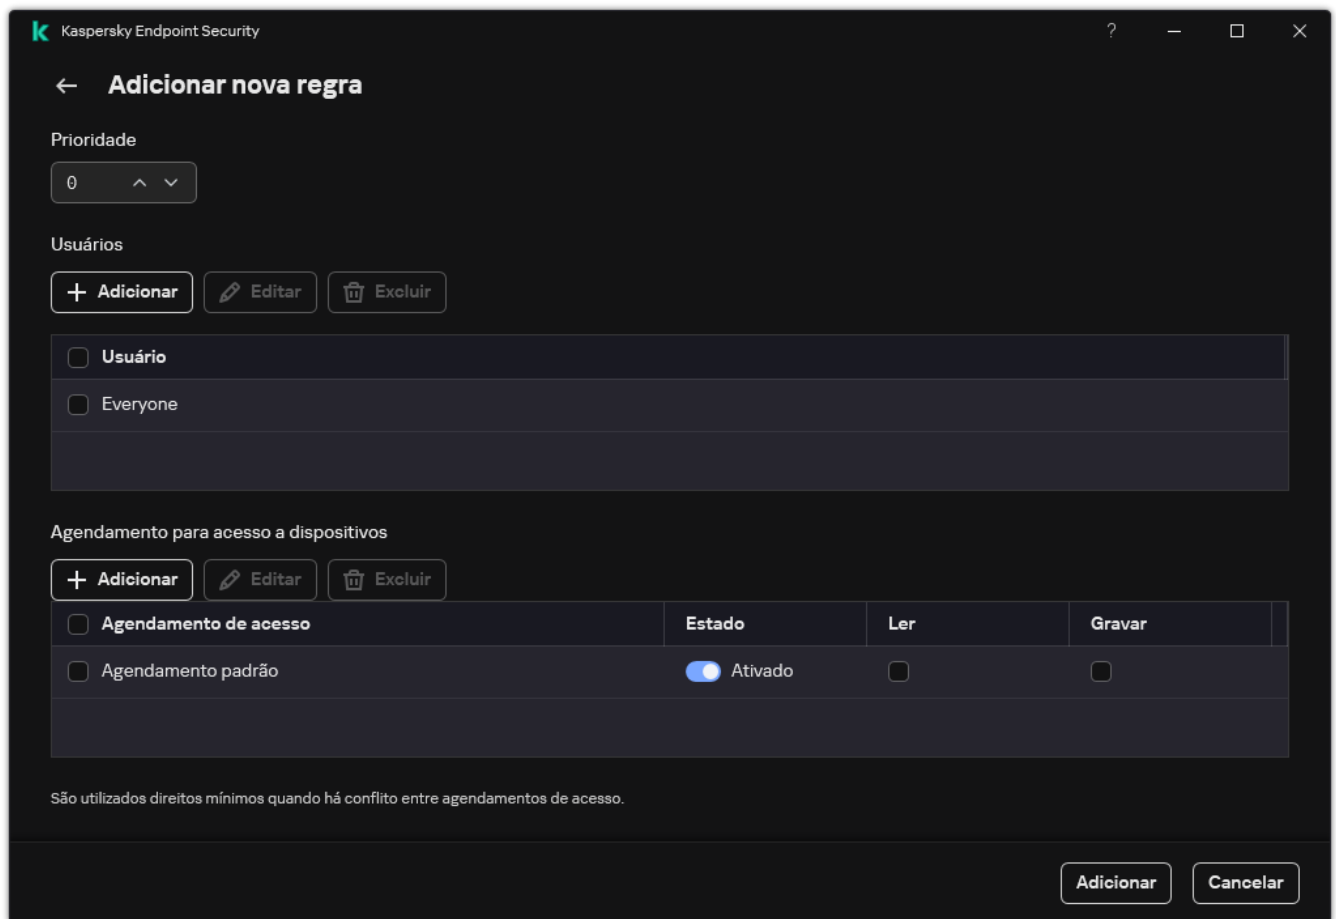 Kaspersky Endpoint Security
?
Adicionar nova regra
Prioridade
0
Usuários
Adicionar Editar Excluir
Usuário
Everyone
Agendamento para acesso a dispositivos
Adicionar Editar Excluir
Agendamento de acesso Estado Ler Gravar
Agendamento padrão Ativado
São utilizados direitos mínimos quando há conflito entre agendamentos de acesso.
Adicionar Cancelar